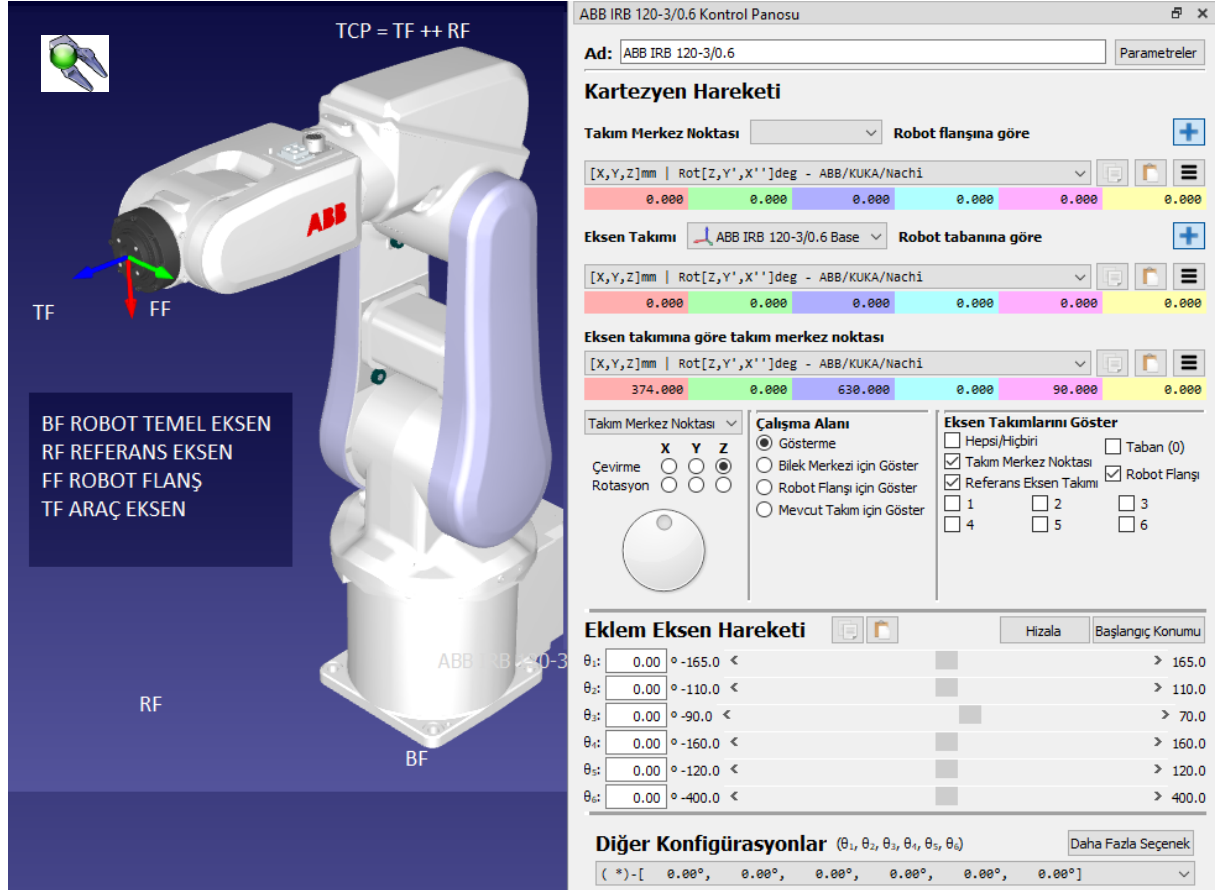 TCP = TF ++ RF
ABB
TF
FF
BF ROBOT TEMEL EKSEN
RF REFERANS EKSEN
FF ROBOT FLANŞ
TF ARAÇ EKSEN
ABB IRB 120-3
RF
BF
ABB IRB 120-3/0.6 Kontrol Panosu
Ad: ABB IRB 120-3/0.6 Parametreler
Kartezyen Hareketi
Takım Merkez Noktası Robot flanşına göre
[X,Y,Z]mm | Rot[Z,Y',X'']deg - ABB/KUKA/Nachi
0.000 0.000 0.000 0.000 0.000 0.000
Eksen Takımı ABB IRB 120-3/0.6 Base Robot tabanına göre
[X,Y,Z]mm | Rot[Z,Y',X'']deg - ABB/KUKA/Nachi
0.000 0.000 0.000 0.000 0.000 0.000
Eksen takımına göre takım merkez noktası
[X,Y,Z]mm | Rot[Z,Y',X'']deg - ABB/KUKA/Nachi
374.000 0.000 630.000 0.000 90.000 0.000
Takım Merkez Noktası
X Y Z
Çevirme
Rotasyon
Çalışma Alanı
Gösterme
Bilek Merkezi için Göster
Robot Flanşı için Göster
Mevcut Takım için Göster
Eksen Takımlarını Göster
Hepsi/Hiçbiri Taban (0)
Takım Merkez Noktası Robot Flanşı
Referans Eksen Takımı
1 2 3
4 5 6
Eklem Eksen Hareketi Hizala Başlangıç Konumu
θ₁: 0.00 º -165.0 < > 165.0
θ₂: 0.00 º -110.0 < > 110.0
θ₃: 0.00 º -90.0 < > 70.0
θ₄: 0.00 º -160.0 < > 160.0
θ₅: 0.00 º -120.0 < > 120.0
θ₆: 0.00 º -400.0 < > 400.0
Diğer Konfigürasyonlar (θ₁, θ₂, θ₃, θ₄, θ₅, θ₆) Daha Fazla Seçenek
( *)-[ 0.00°, 0.00°, 0.00°, 0.00°, 0.00°, 0.00°]